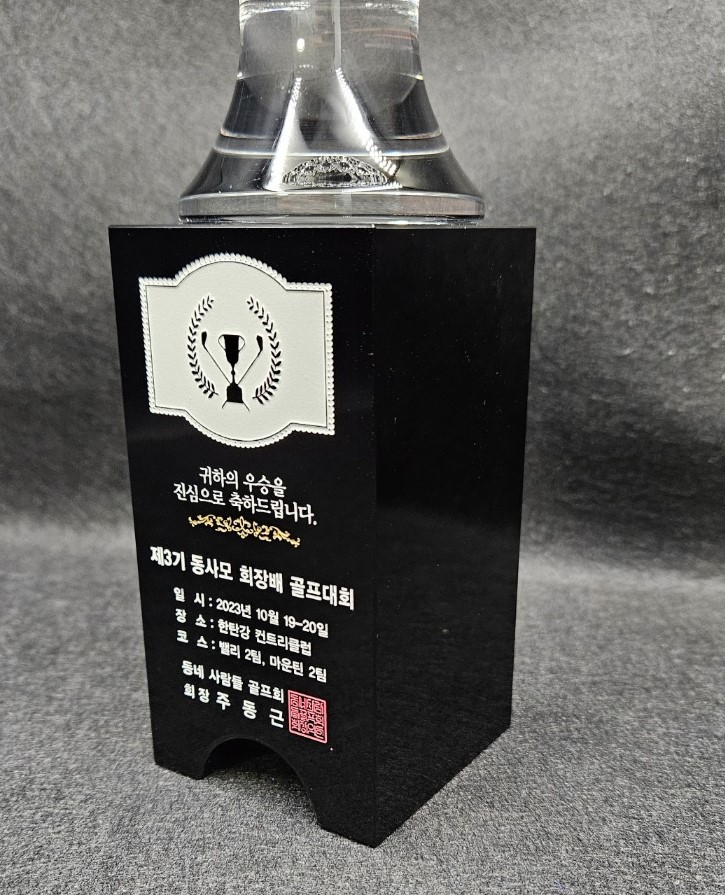 귀하의 우승을
진심으로 축하드립니다.
제3기 동사모 회장배 골프대회
일 시 : 2023년 10월 19~20일
장 소 : 한탄강 컨트리클럽
코 스 : 밸리 2팀, 마운틴 2팀
동네 사람들 골프회
회장 주 동 근